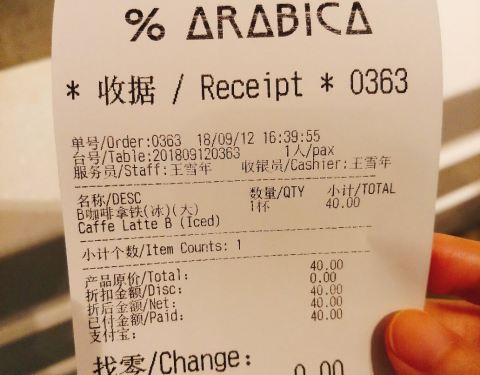 % ARABICA
* 收据 / Receipt * 0363
单号/Order:0363 18/09/12 16:39:55
台号/Table:201809120363 1人/pax
服务员/Staff:王雪年 收银员/Cashier:王雪年
名称/DESC 数量/QTY 小计/TOTAL
B咖啡拿铁(冰)(大) 1杯 40.00
Caffe Latte B (Iced)
小计个数/Item Counts: 1
产品原价/Total: 40.00
折扣金额/Disc: 0.00
折后金额/Net: 40.00
已付金额/Paid: 40.00
支付宝: 40.00
找零/Change: 0.00